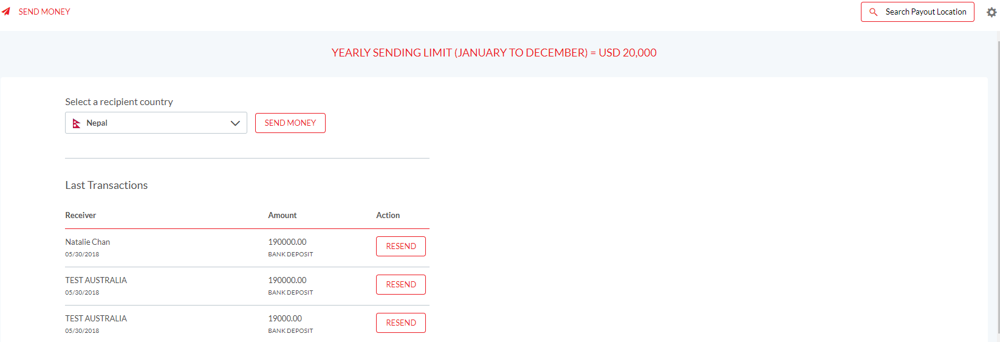 SEND MONEY
Search Payout Location
YEARLY SENDING LIMIT (JANUARY TO DECEMBER) = USD 20,000
Select a recipient country
Nepal
SEND MONEY
Last Transactions
Receiver Amount Action
Natalie Chan 190000.00 RESEND
05/30/2018 BANK DEPOSIT
TEST AUSTRALIA 190000.00 RESEND
05/30/2018 BANK DEPOSIT
TEST AUSTRALIA 19000.00 RESEND
05/30/2018 BANK DEPOSIT